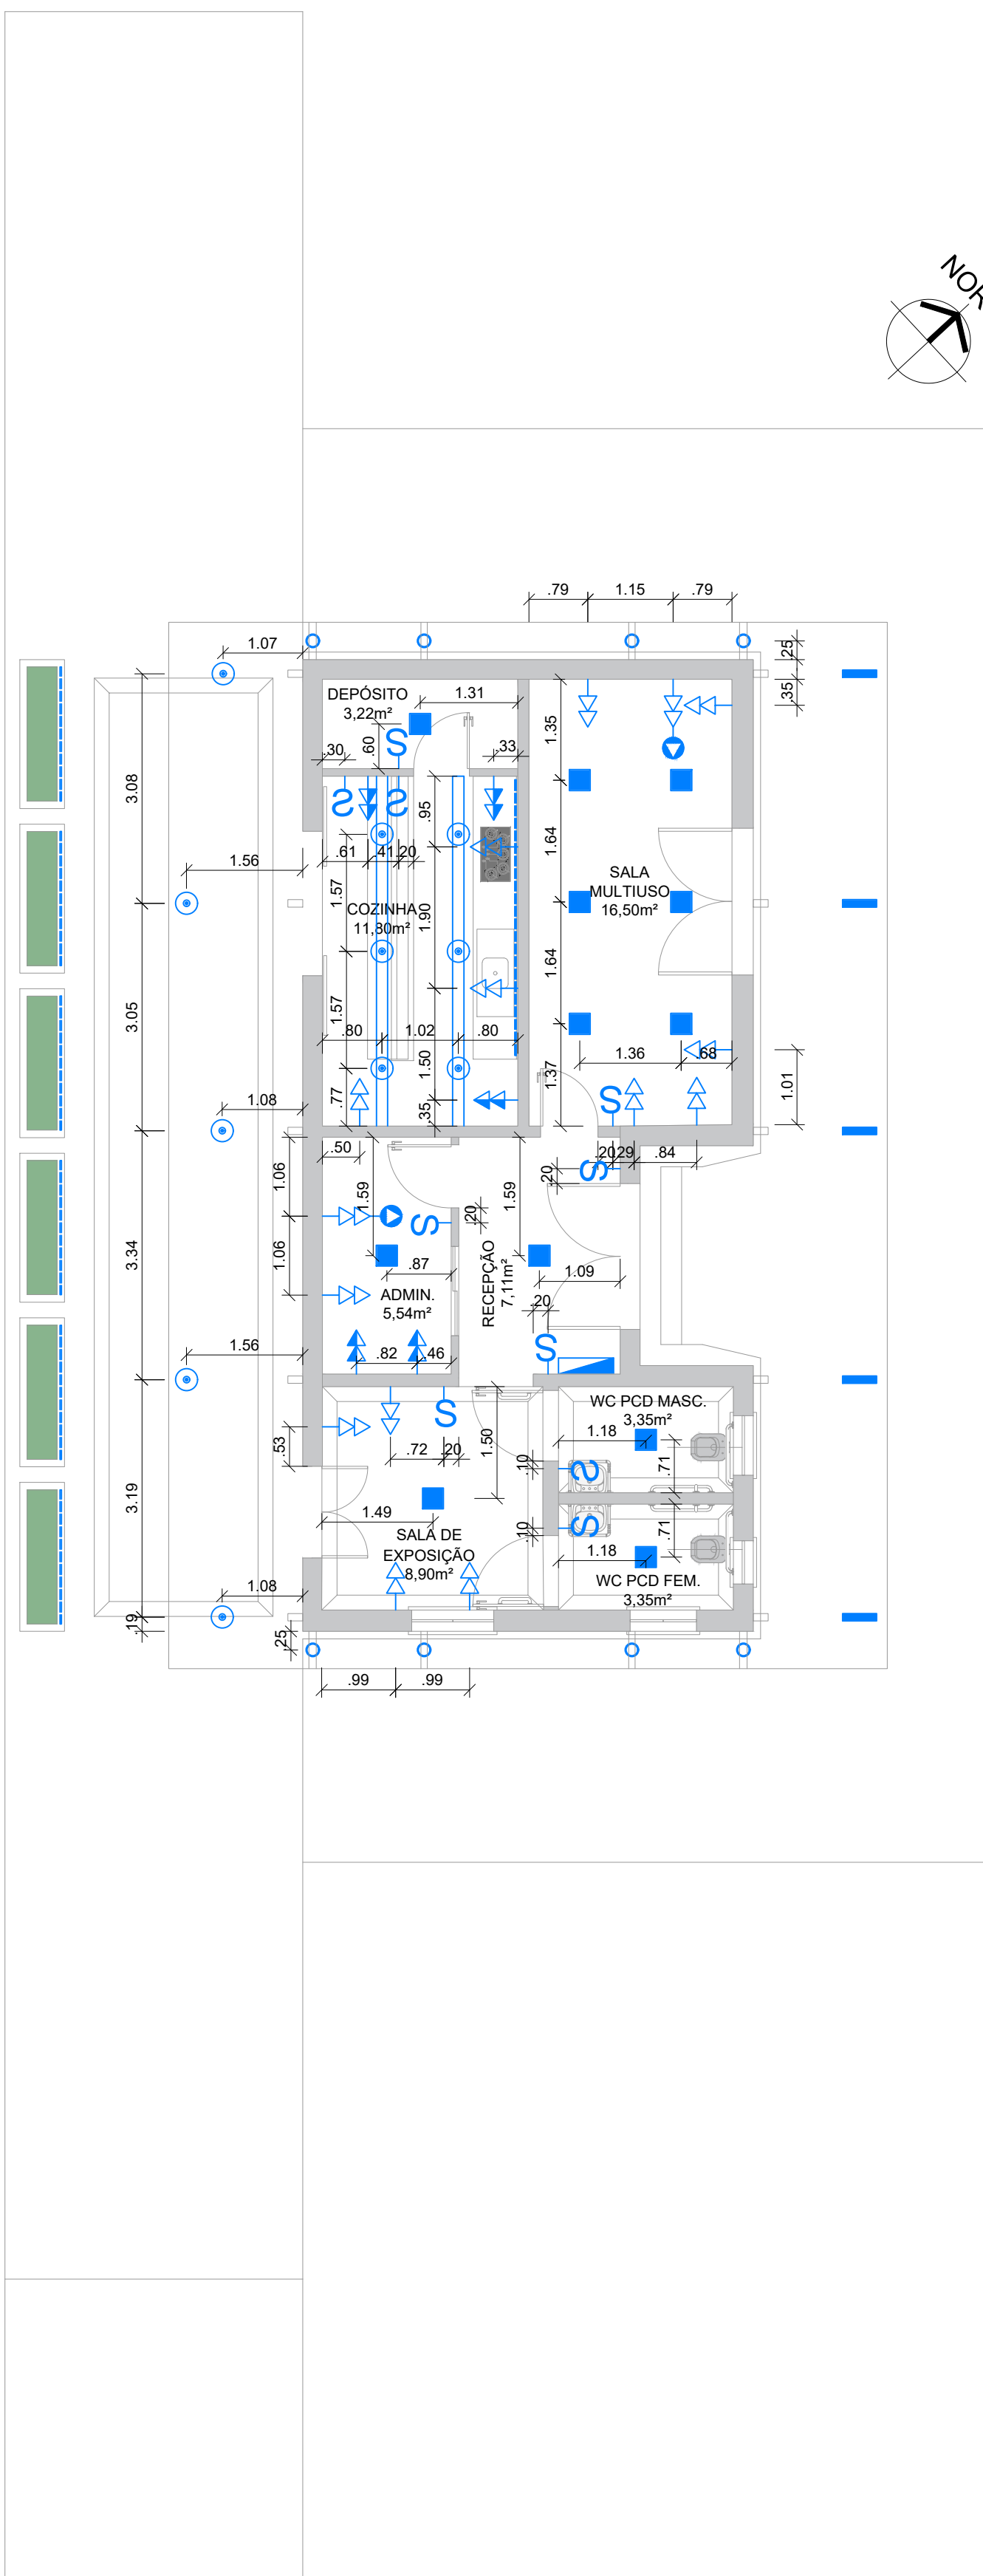 NOR
.79
1.15
.79
1.07
.25
.35
DEPÓSITO
3,22m²
1.31
.60
S
.30
.33
1.35
3.08
S
S
.95
1.56
.61
.41
.20
1.57
1.64
SALA
MULTIUSO
16,50m²
COZINHA
11,80m²
1.90
1.64
1.57
3.05
.80
1.02
.80
1.50
1.36
.68
1.37
1.01
.77
.35
S
1.08
.50
.20
.29
.84
S
.20
1.06
1.59
.20
1.59
S
RECEPÇÃO
7,11m²
3.34
1.06
.87
1.09
ADMIN.
5,54m²
.20
1.56
.82
.46
S
S
WC PCD MASC.
3,35m²
1.18
.53
.72
.20
1.50
.71
.10
S
3.19
1.49
SALA DE
EXPOSIÇÃO
8,90m²
.10
S
.71
1.18
WC PCD FEM.
3,35m²
1.08
.19
.25
.99
.99